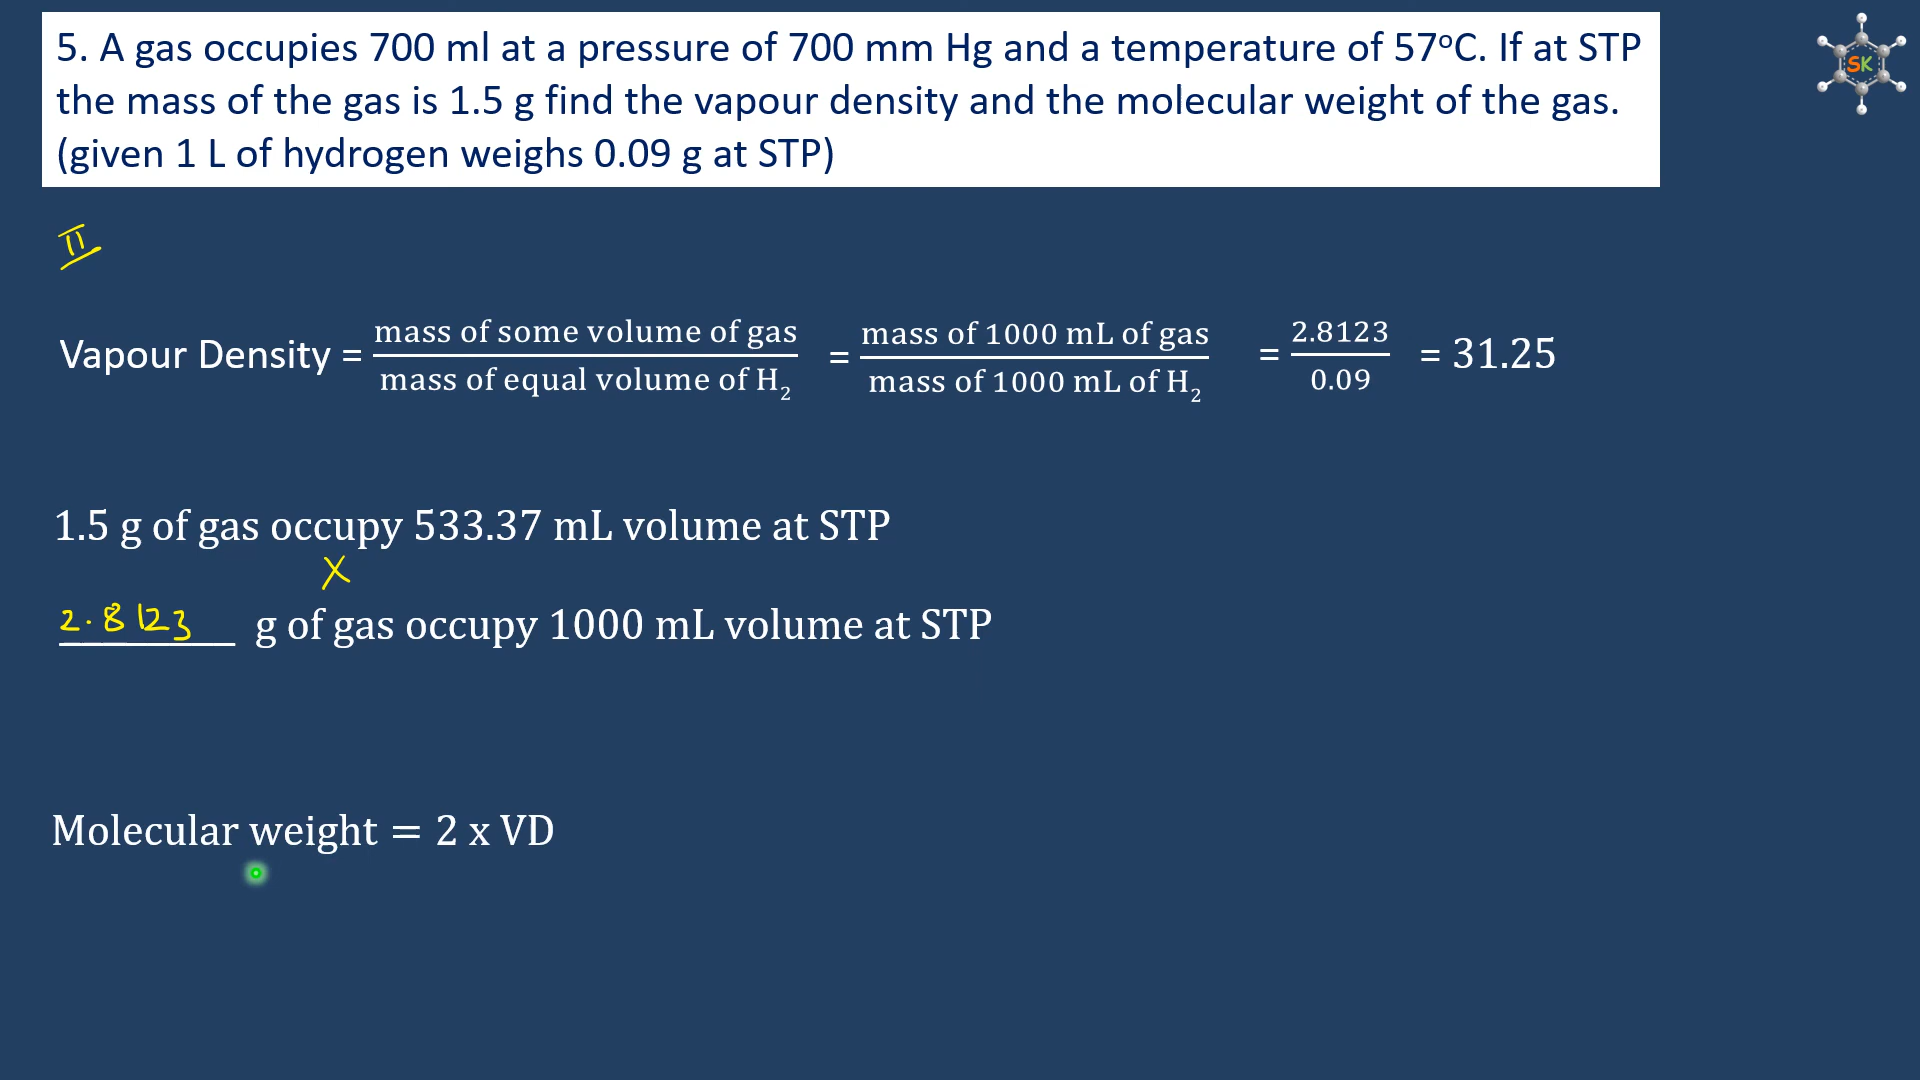 5. A gas occupies 700 ml at a pressure of 700 mm Hg and a temperature of 57°C. If at STP
the mass of the gas is 1.5 g find the vapour density and the molecular weight of the gas.
(given 1 L of hydrogen weighs 0.09 g at STP)
SK
II
Vapour Density = mass of some volume of gas / mass of equal volume of H₂ = mass of 1000 mL of gas / mass of 1000 mL of H₂ = 2.8123 / 0.09 = 31.25
1.5 g of gas occupy 533.37 mL volume at STP
X
2.8123 g of gas occupy 1000 mL volume at STP
Molecular weight = 2 x VD